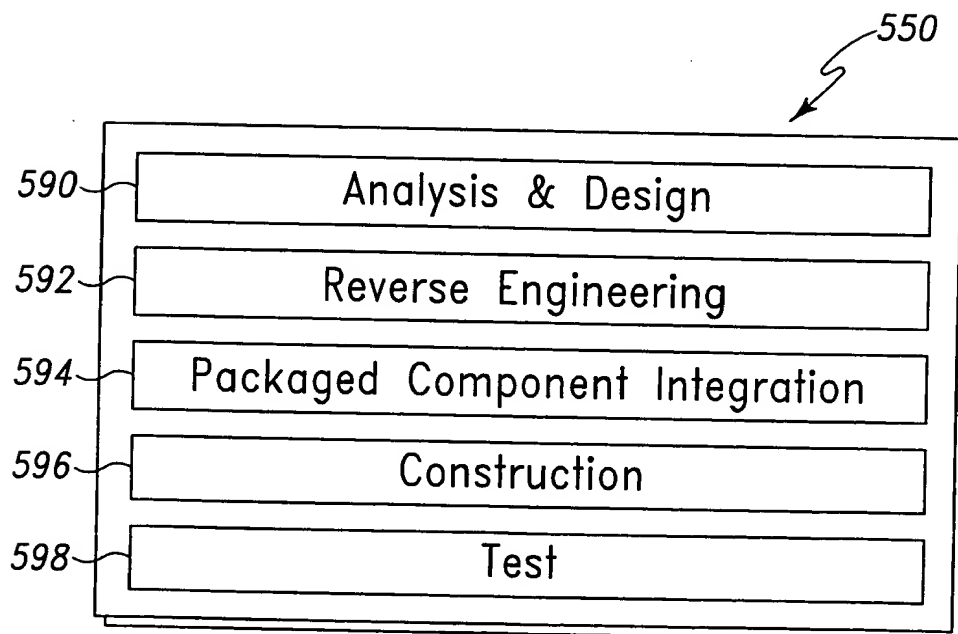 550
590 Analysis & Design
592 Reverse Engineering
594 Packaged Component Integration
596 Construction
598 Test